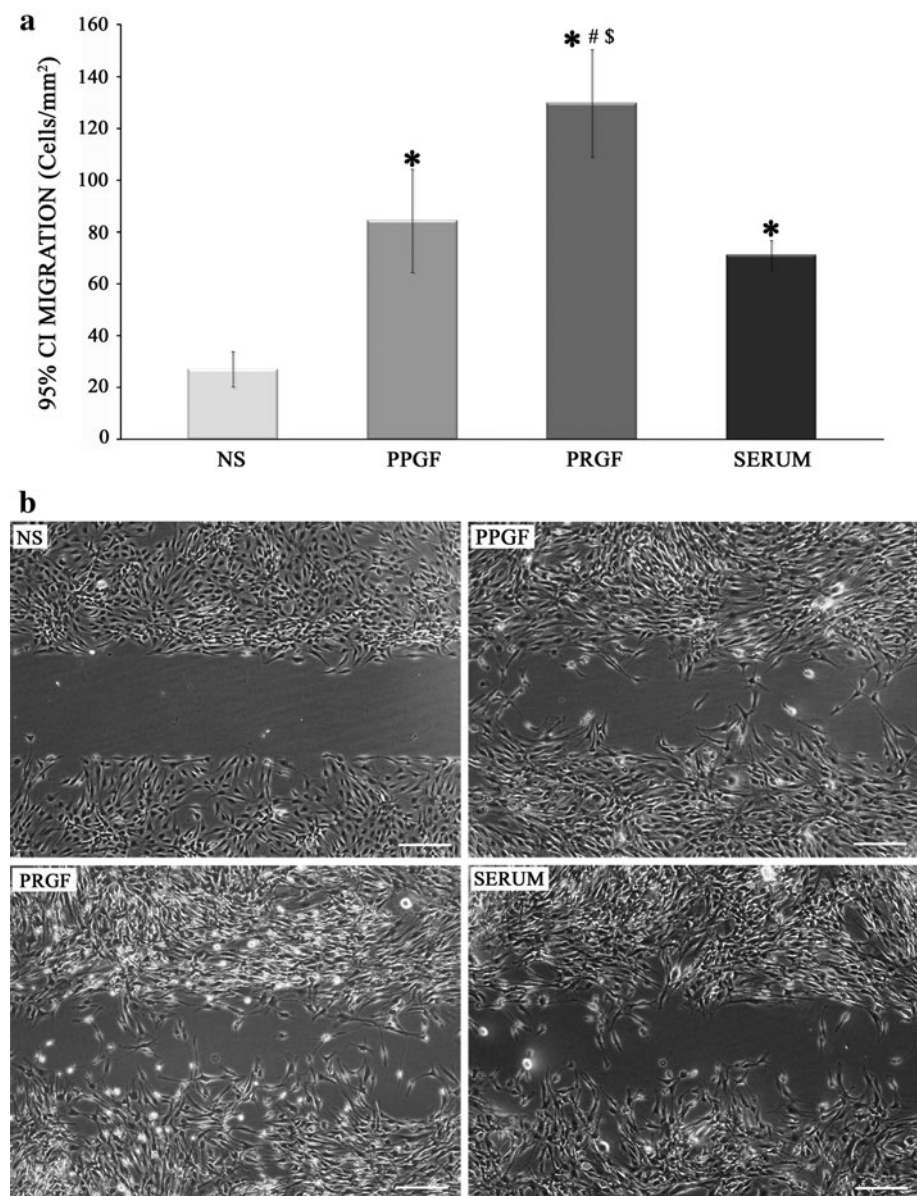 a
160
140
120
100
80
60
40
20
0
95% CI MIGRATION (Cells/mm²)
*
* # $
*
NS PPGF PRGF SERUM
b
NS
PPGF
PRGF
SERUM